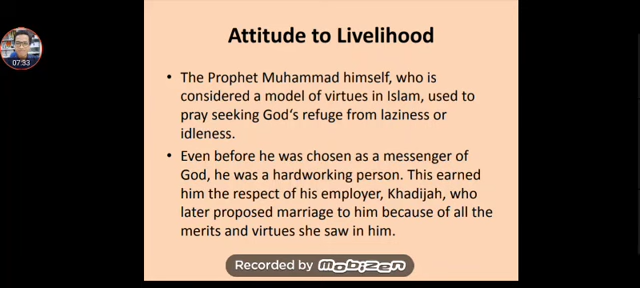 Attitude to Livelihood
07:33
• The Prophet Muhammad himself, who is
considered a model of virtues in Islam, used to
pray seeking God's refuge from laziness or
idleness.
• Even before he was chosen as a messenger of
God, he was a hardworking person. This earned
him the respect of his employer, Khadijah, who
later proposed marriage to him because of all the
merits and virtues she saw in him.
Recorded by mobizen